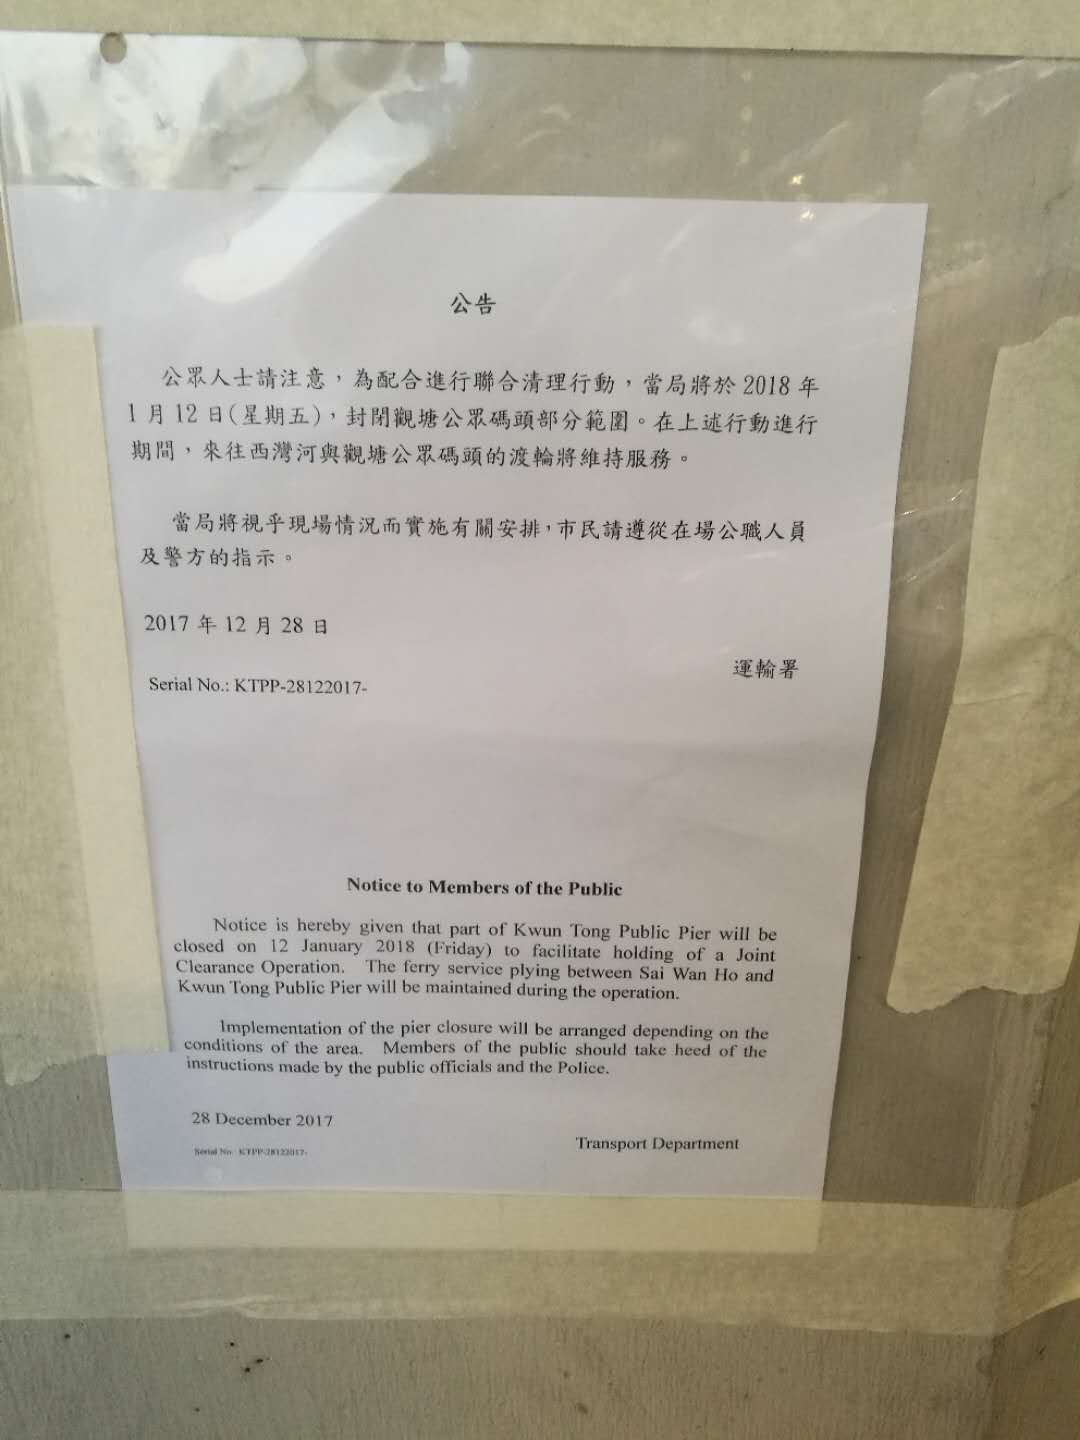 公告
公眾人士請注意，為配合進行聯合清理行動，當局將於 2018 年
1 月 12 日(星期五)，封閉觀塘公眾碼頭部分範圍。在上述行動進行
期間，來往西灣河與觀塘公眾碼頭的渡輪將維持服務。
當局將視乎現場情況而實施有關安排，市民請遵從在場公職人員
及警方的指示。
2017 年 12 月 28 日
運輸署
Serial No.: KTPP-28122017-
Notice to Members of the Public
Notice is hereby given that part of Kwun Tong Public Pier will be
closed on 12 January 2018 (Friday) to facilitate holding of a Joint
Clearance Operation. The ferry service plying between Sai Wan Ho and
Kwun Tong Public Pier will be maintained during the operation.
Implementation of the pier closure will be arranged depending on the
conditions of the area. Members of the public should take heed of the
instructions made by the public officials and the Police.
28 December 2017
Transport Department
Serial No.: KTPP-28122017-